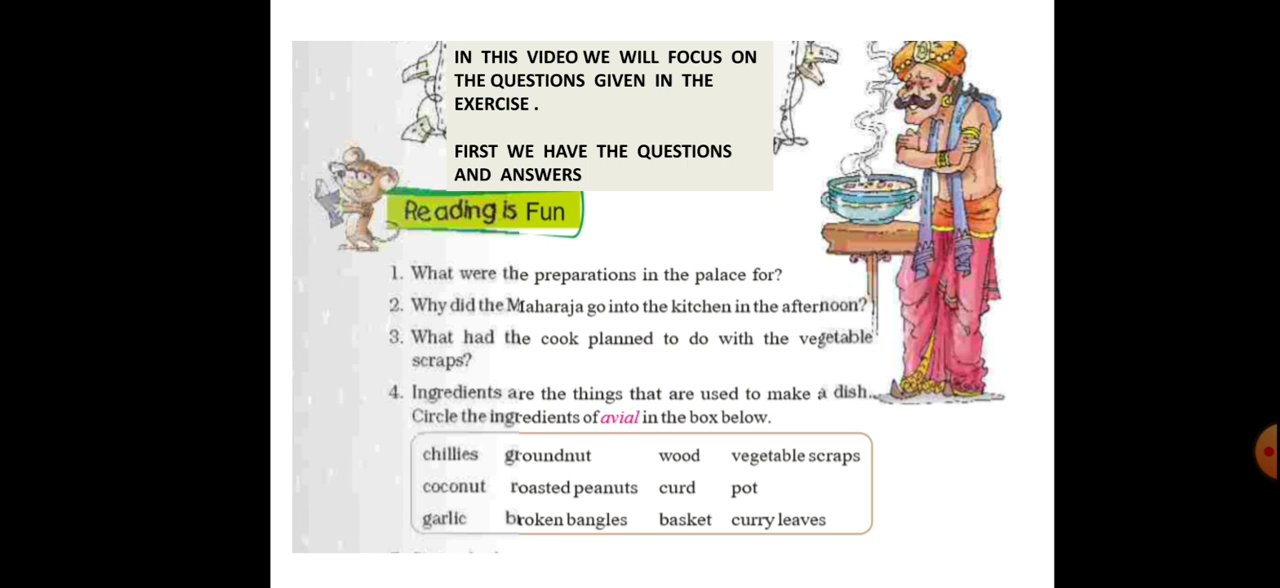 IN THIS VIDEO WE WILL FOCUS ON
THE QUESTIONS GIVEN IN THE
EXERCISE .
FIRST WE HAVE THE QUESTIONS
AND ANSWERS
Reading is Fun
1. What were the preparations in the palace for?
2. Why did the Maharaja go into the kitchen in the afternoon?
3. What had the cook planned to do with the vegetable
scraps?
4. Ingredients are the things that are used to make a dish.
Circle the ingredients of avial in the box below.
chillies groundnut wood vegetable scraps
coconut roasted peanuts curd pot
garlic broken bangles basket curry leaves